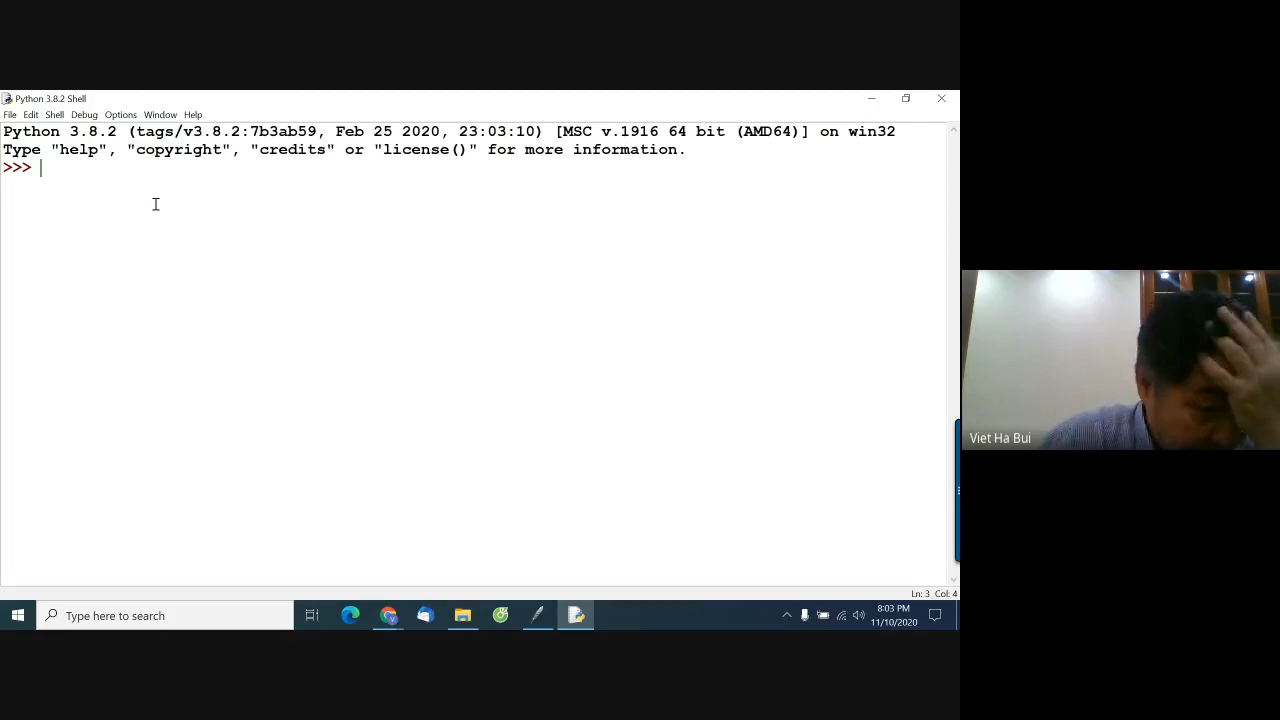 Python 3.8.2 Shell
File Edit Shell Debug Options Window Help
Python 3.8.2 (tags/v3.8.2:7b3ab59, Feb 25 2020, 23:03:10) [MSC v.1916 64 bit (AMD64)] on win32
Type "help", "copyright", "credits" or "license()" for more information.
>>>
Viet Ha Bui
Ln: 3 Col: 4
Type here to search
8:03 PM
11/10/2020